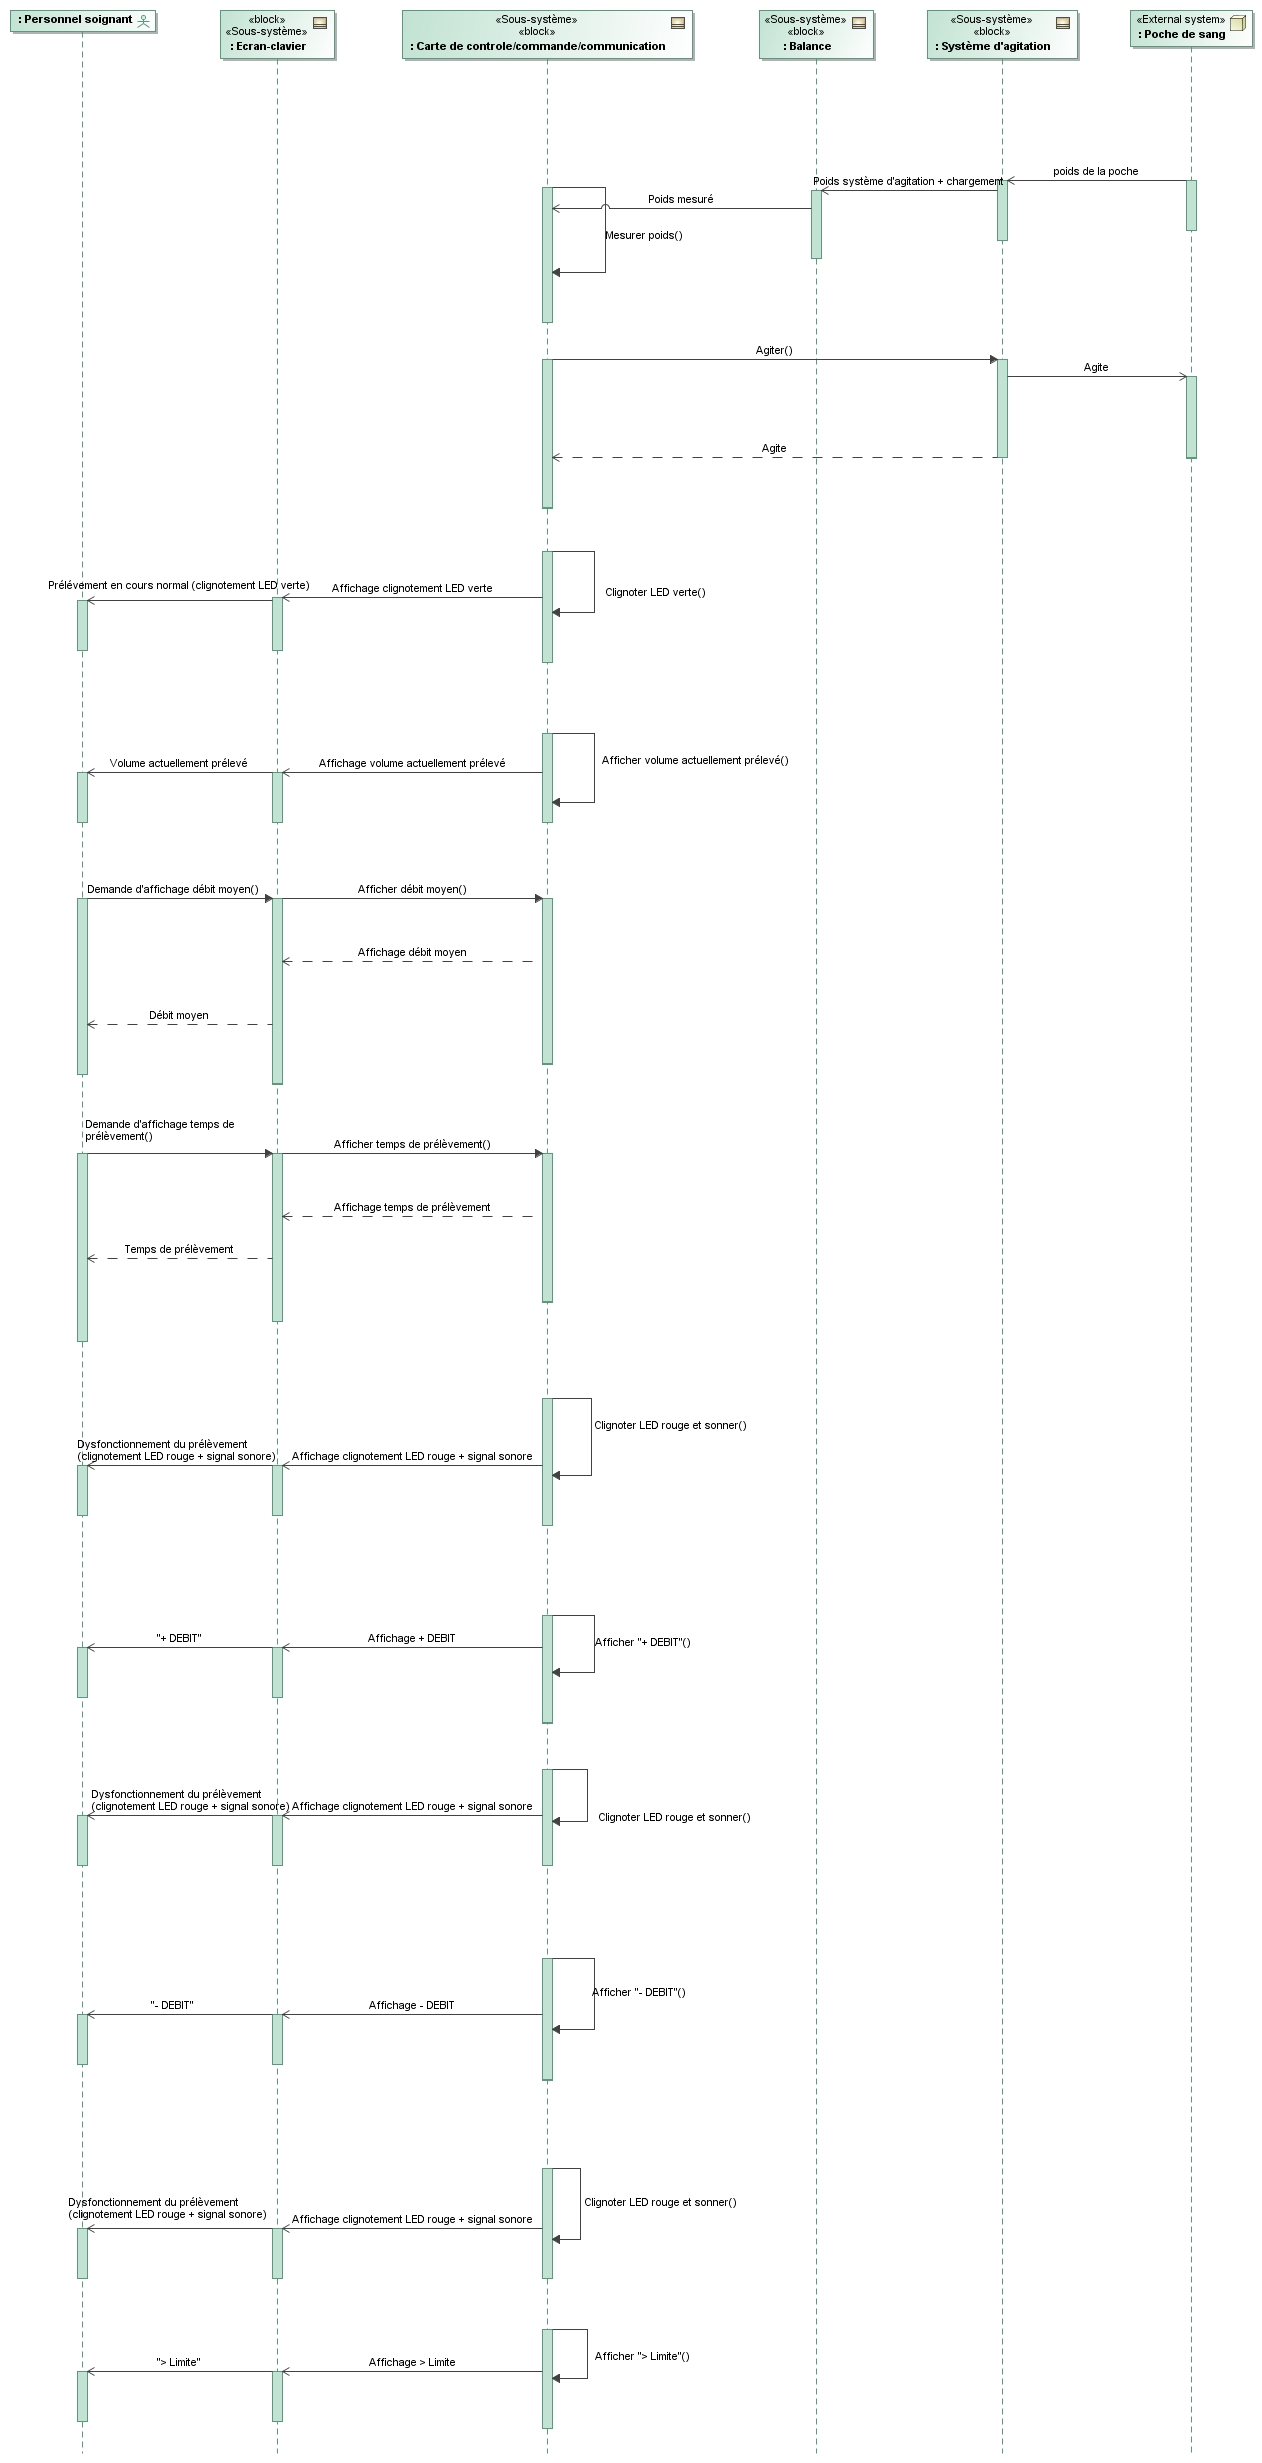 : Personnel soignant
«block»
«Sous-système»
: Ecran-clavier
«Sous-système»
«block»
: Carte de controle/commande/communication
«Sous-système»
«block»
: Balance
«Sous-système»
«block»
: Système d'agitation
«External system»
: Poche de sang
poids de la poche
Poids système d'agitation + chargement
Poids mesuré
Mesurer poids()
Agiter()
Agite
Agite
Prélévement en cours normal (clignotement LED verte)
Affichage clignotement LED verte
Clignoter LED verte()
Volume actuellement prélevé
Affichage volume actuellement prélevé
Afficher volume actuellement prélevé()
Demande d'affichage débit moyen()
Afficher débit moyen()
Affichage débit moyen
Débit moyen
Demande d'affichage temps de
prélèvement()
Afficher temps de prélèvement()
Affichage temps de prélèvement
Temps de prélèvement
Clignoter LED rouge et sonner()
Dysfonctionnement du prélèvement
(clignotement LED rouge + signal sonore)
Affichage clignotement LED rouge + signal sonore
"+ DEBIT"
Affichage + DEBIT
Afficher "+ DEBIT"()
Dysfonctionement du prélèvement
(clignotement LED rouge + signal sonore)
Affichage clignotement LED rouge + signal sonore
Clignoter LED rouge et sonner()
Afficher "- DEBIT"()
"- DEBIT"
Affichage - DEBIT
Clignoter LED rouge et sonner()
Dysfonctionement du prélèvement
(clignotement LED rouge + signal sonore)
Affichage clignotement LED rouge + signal sonore
Afficher "> Limite"()
"> Limite"
Affichage > Limite